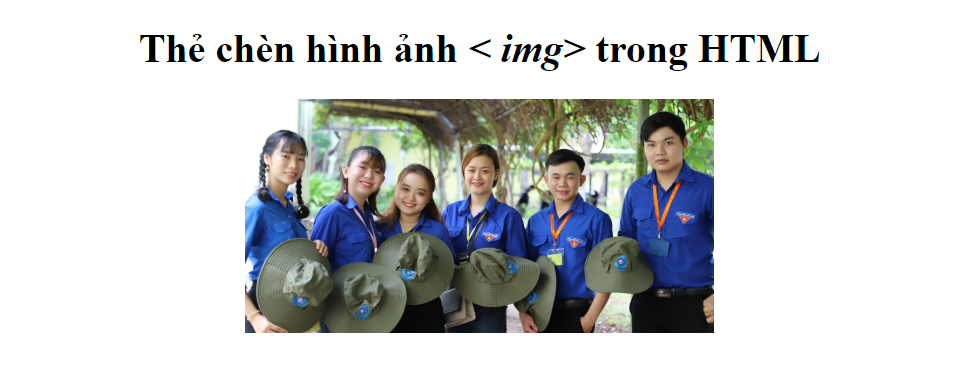 Thẻ chèn hình ảnh < img> trong HTML